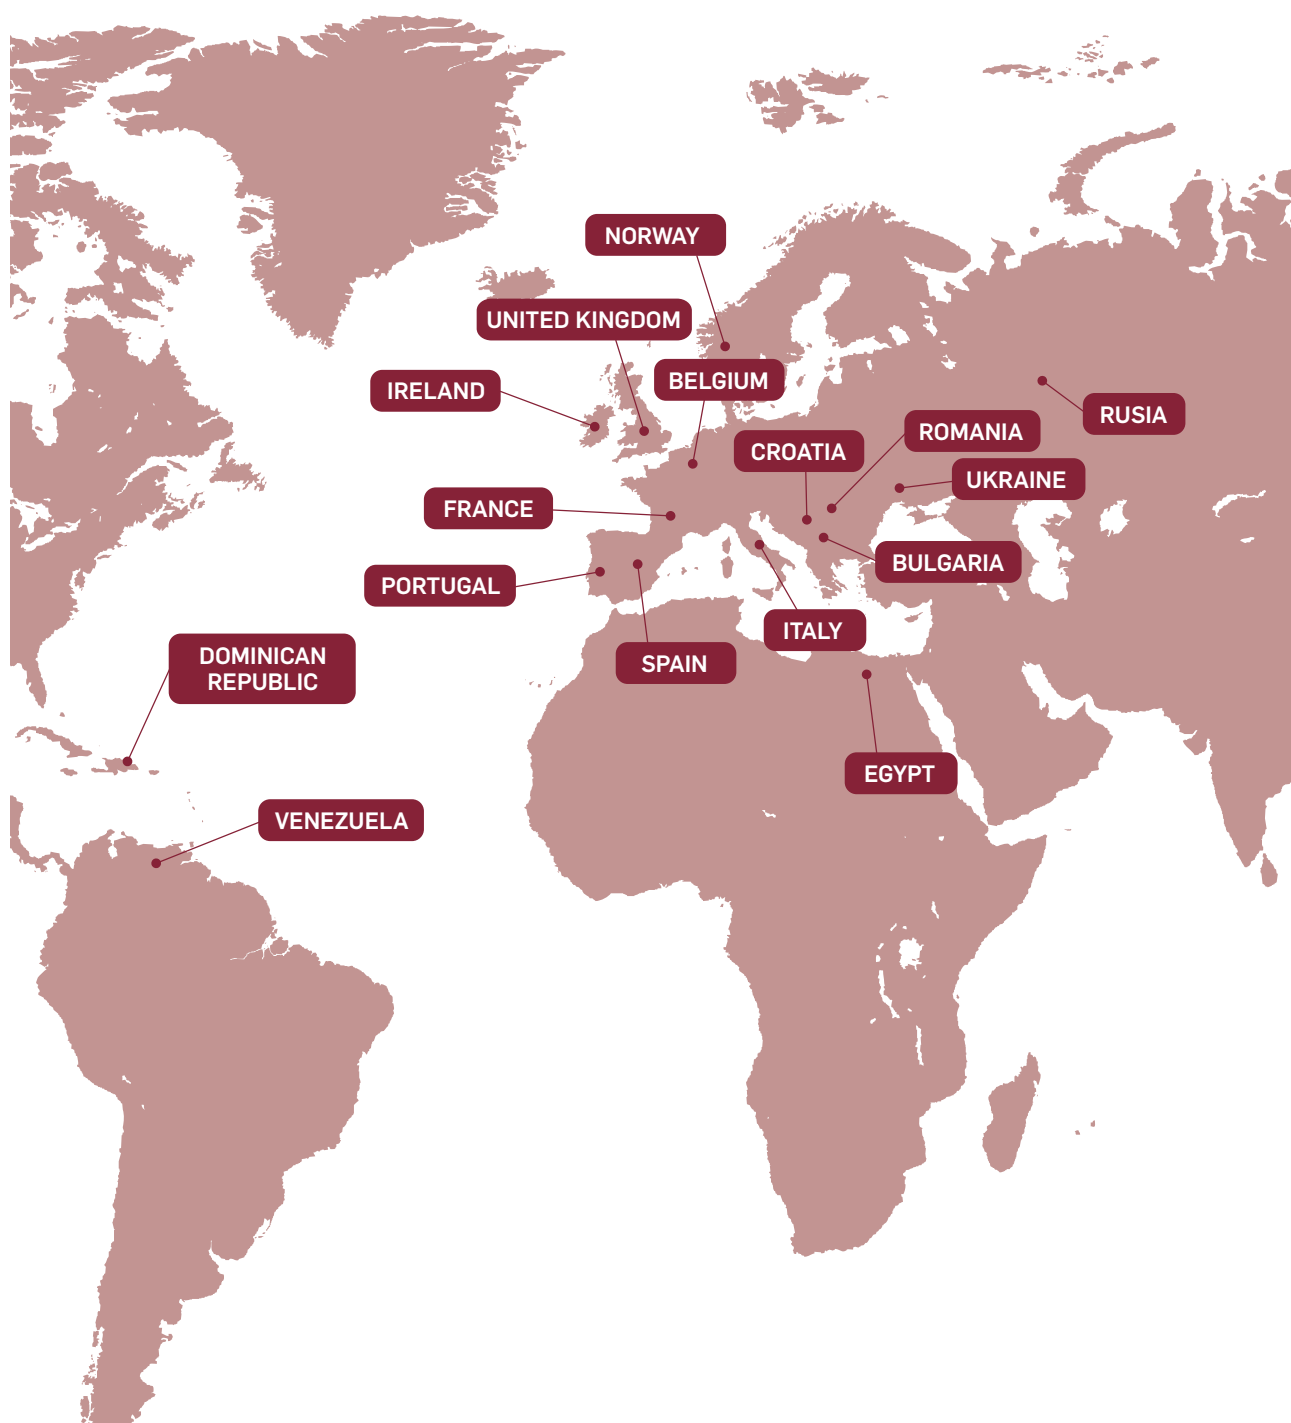 NORWAY
UNITED KINGDOM
BELGIUM
IRELAND
RUSIA
ROMANIA
CROATIA
UKRAINE
FRANCE
BULGARIA
PORTUGAL
ITALY
SPAIN
DOMINICAN
REPUBLIC
EGYPT
VENEZUELA